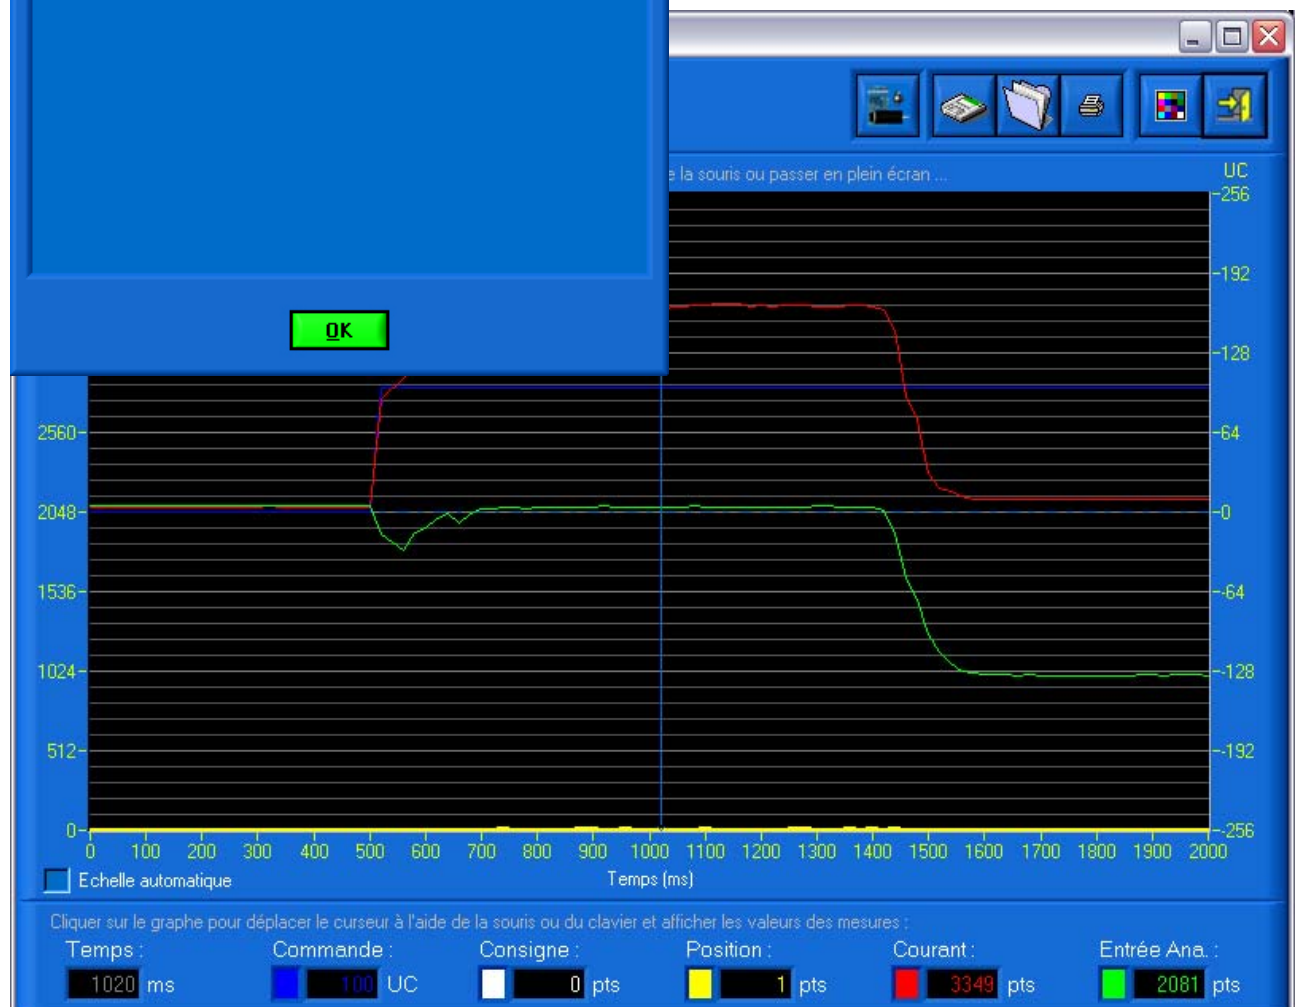 e la souris ou passer en plein écran ...
UC
256
192
OK
128
2560
64
2048
0
1536
-64
1024
-128
512
-192
0
-256
0 100 200 300 400 500 600 700 800 900 1000 1100 1200 1300 1400 1500 1600 1700 1800 1900 2000
Echelle automatique
Temps (ms)
Cliquer sur le graphe pour déplacer le curseur à l'aide de la souris ou du clavier et afficher les valeurs des mesures :
Temps : Commande : Consigne : Position : Courant : Entrée Ana. :
1020 ms 100 UC 0 pts 1 pts 3349 pts 2081 pts